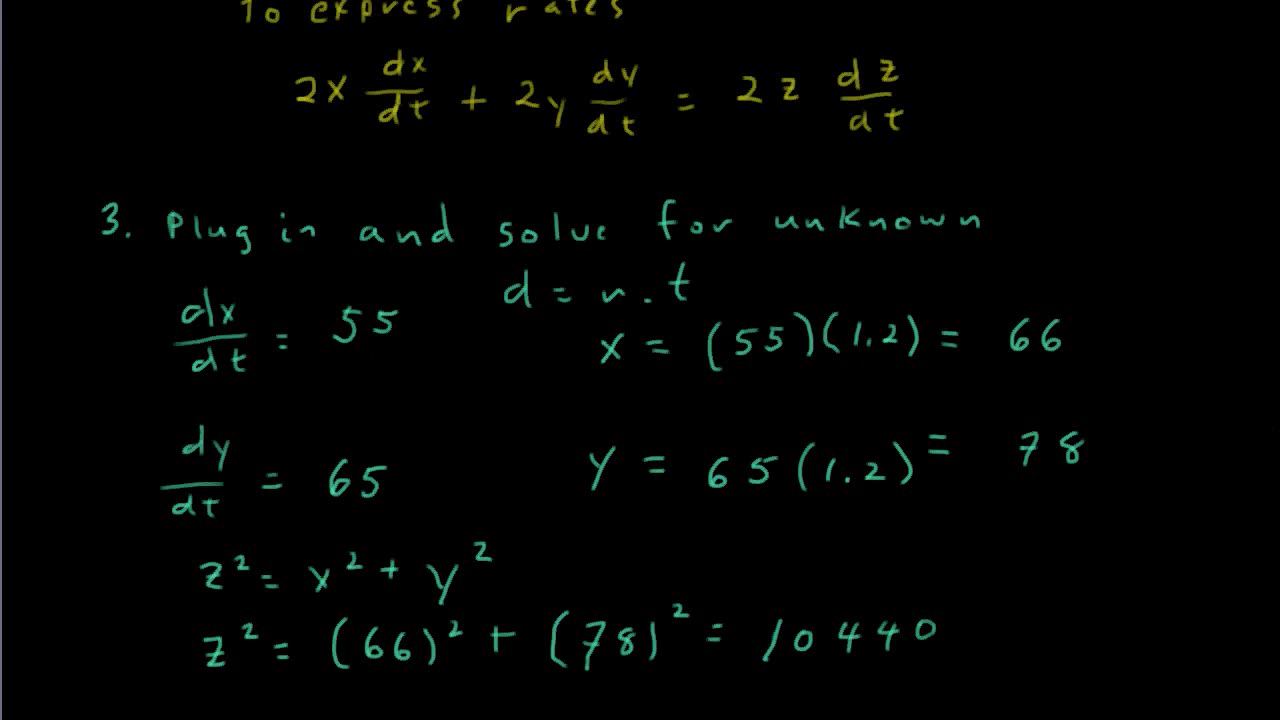 To express rates
2x dx/dt + 2y dy/dt = 2z dz/dt
3. Plug in and solve for unknown
d = r . t
dx/dt = 55
x = (55)(1.2) = 66
dy/dt = 65
y = 65(1.2) = 78
z² = x² + y²
z² = (66)² + (78)² = 10440